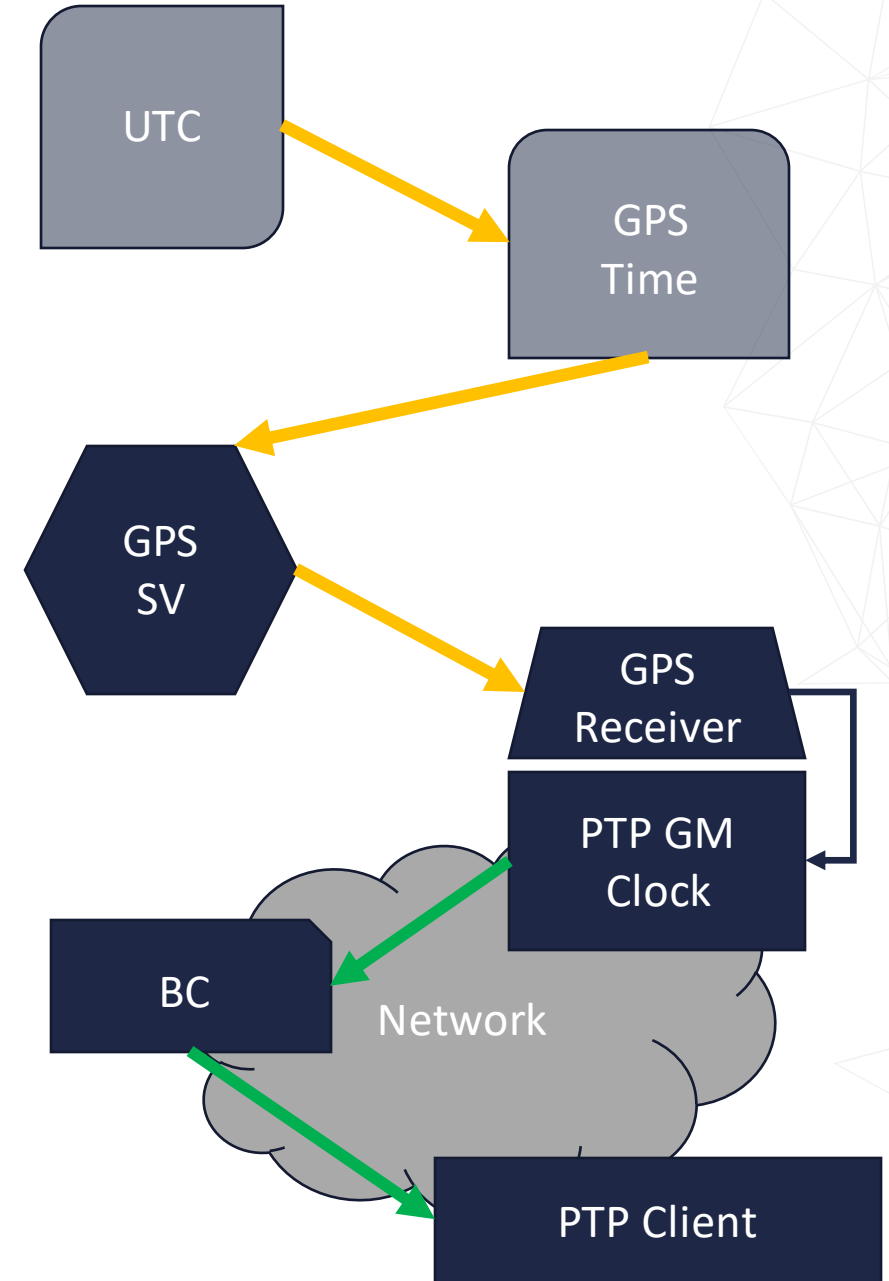 UTC
GPS
Time
GPS
SV
GPS
Receiver
PTP GM
Clock
BC
Network
PTP Client